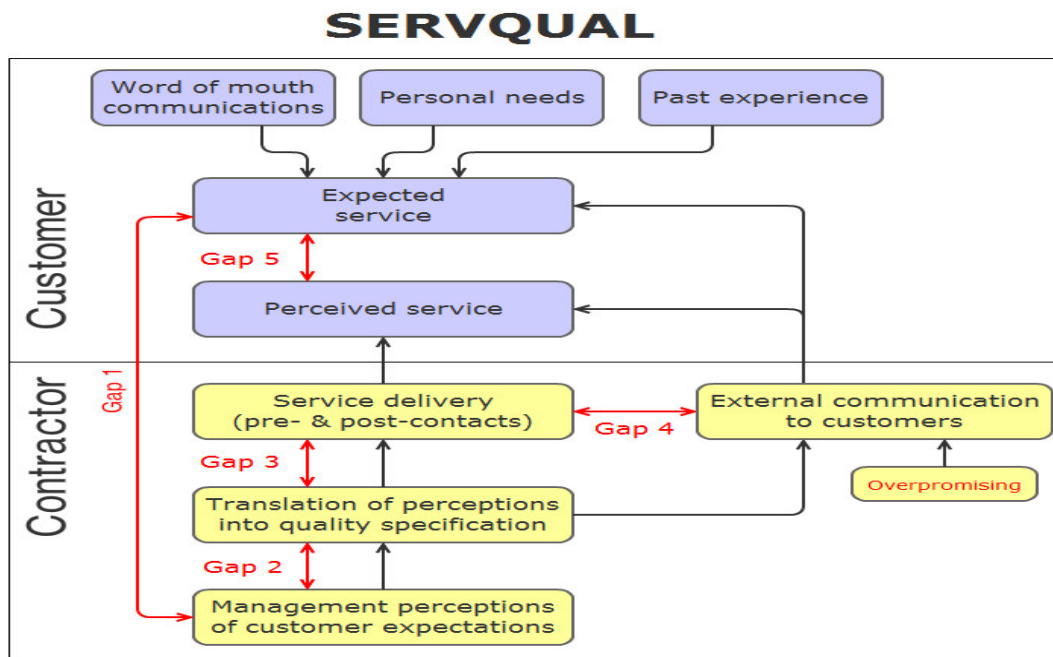 SERVQUAL
Word of mouth
communications
Personal needs
Past experience
Customer
Expected
service
Gap 5
Perceived service
Gap 1
Contractor
Service delivery
(pre- & post-contacts)
Gap 4
External communication
to customers
Gap 3
Overpromising
Translation of perceptions
into quality specification
Gap 2
Management perceptions
of customer expectations